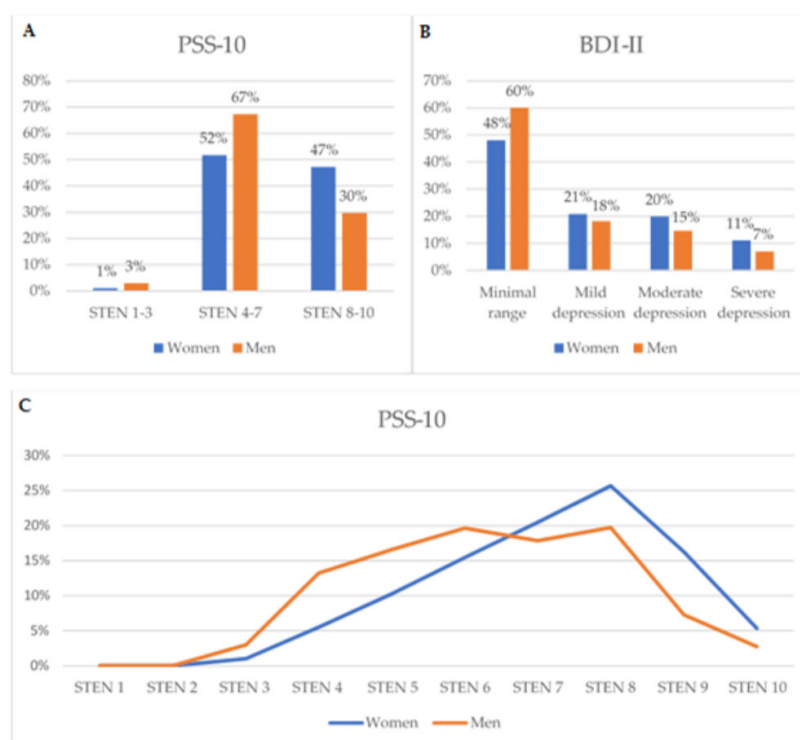 A
PSS-10
80%
70%
60%
50%
40%
30%
20%
10%
0%
1%
3%
52%
67%
47%
30%
STEN 1-3 STEN 4-7 STEN 8-10
Women Men
B
BDI-II
70%
60%
50%
40%
30%
20%
10%
0%
48%
60%
21%
18%
20%
15%
11%
7%
Minimal Mild Moderate Severe
range depression depression depression
Women Men
C
PSS-10
30%
25%
20%
15%
10%
5%
0%
STEN 1 STEN 2 STEN 3 STEN 4 STEN 5 STEN 6 STEN 7 STEN 8 STEN 9 STEN 10
Women Men